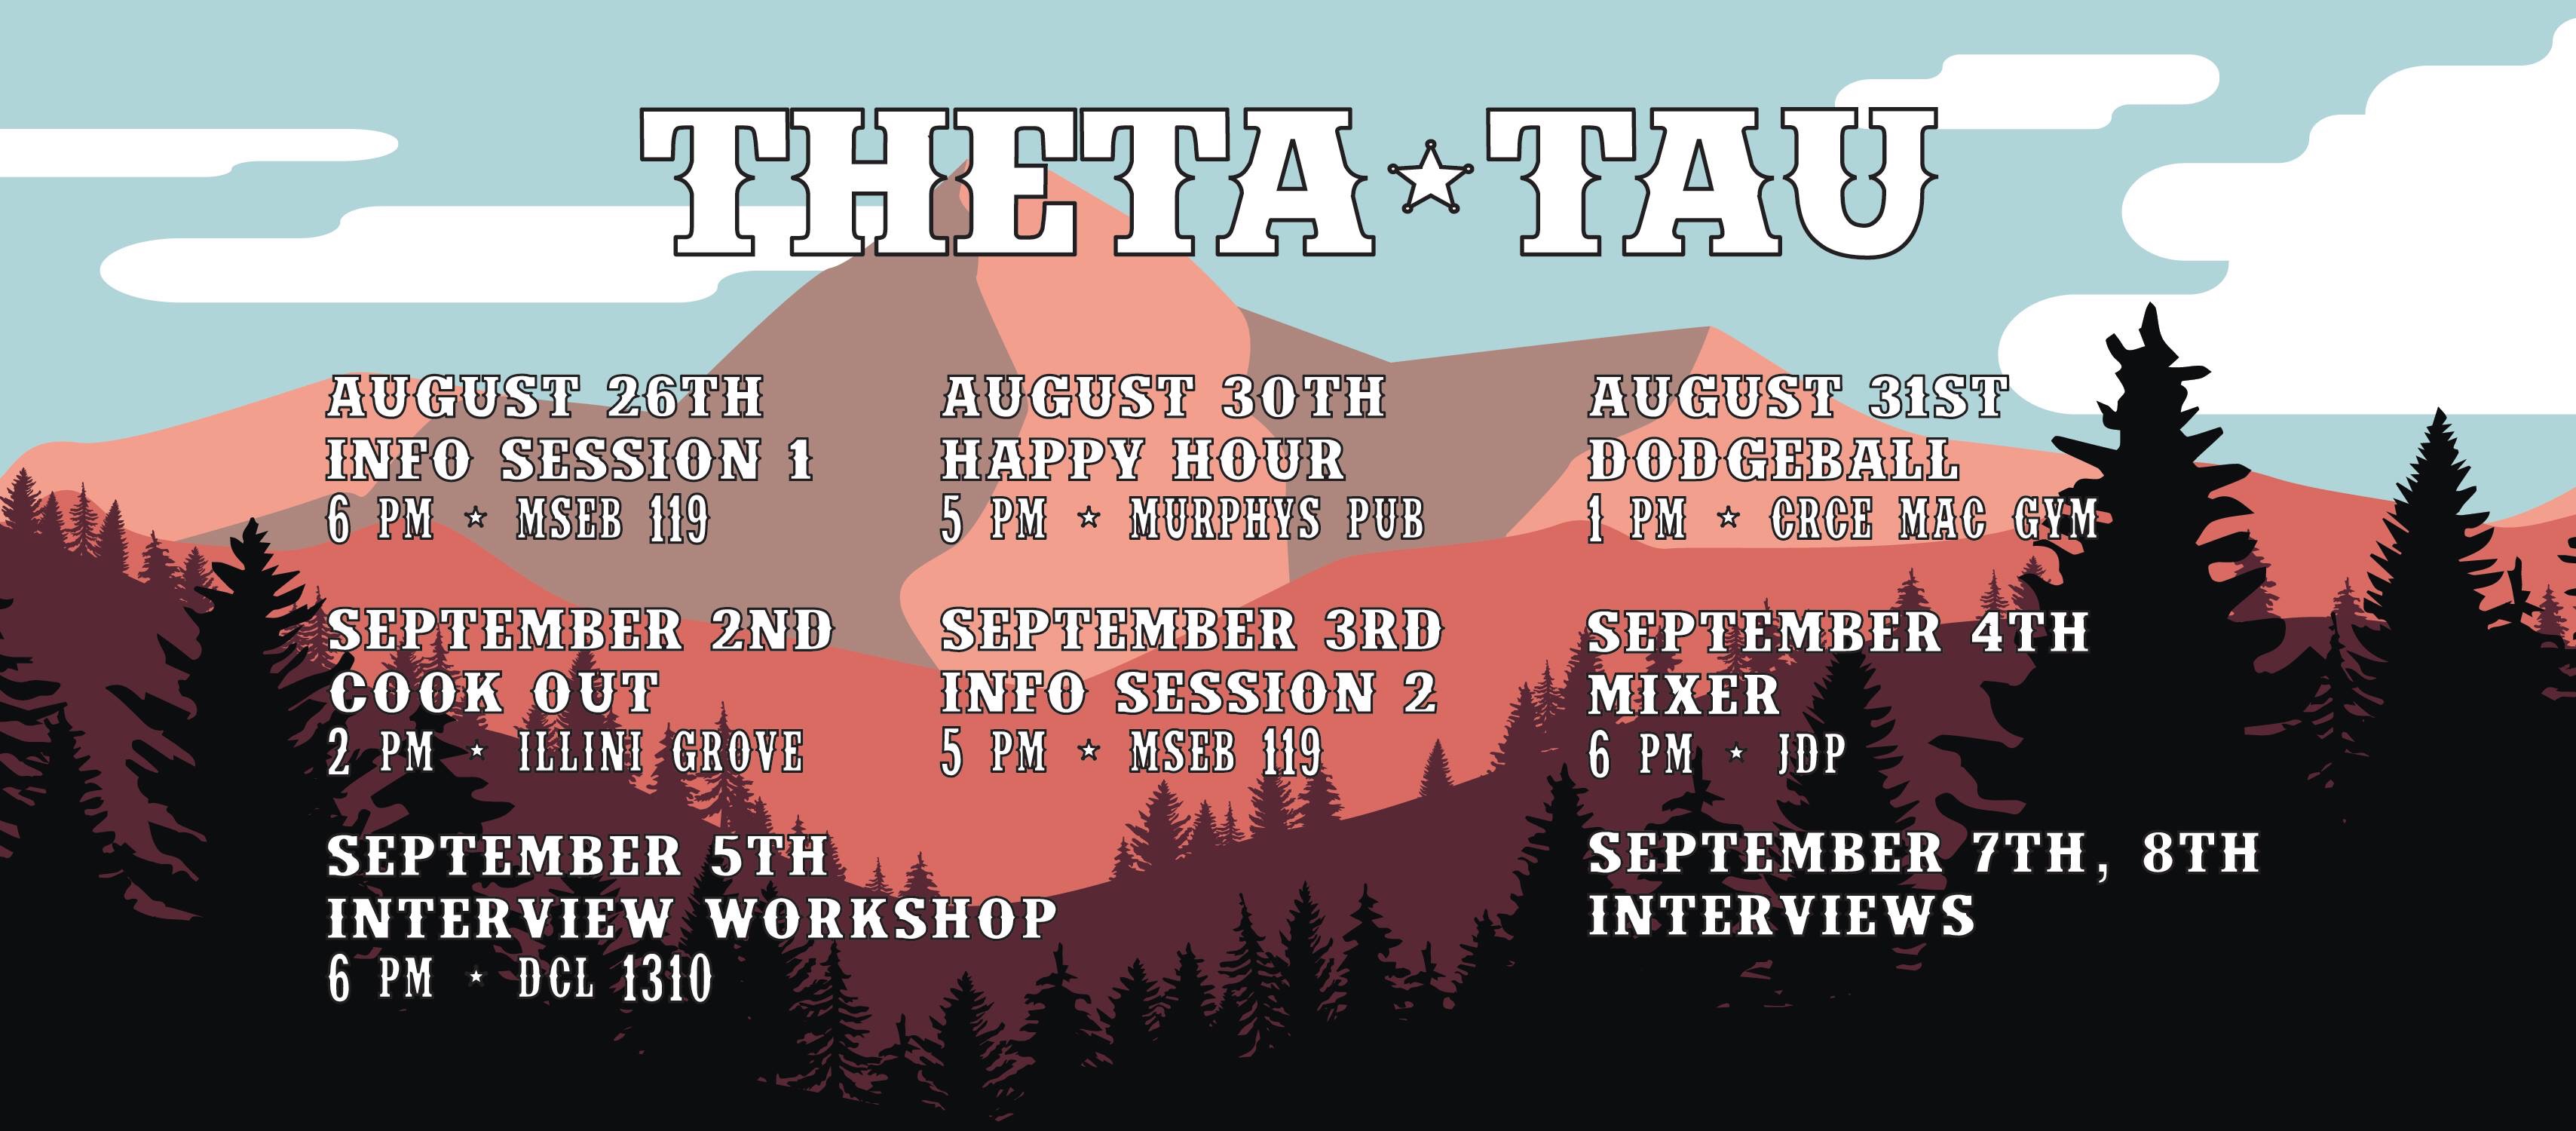 THETA★TAU
AUGUST 26TH
INFO SESSION 1
6 PM ★ MSEB 119
AUGUST 30TH
HAPPY HOUR
5 PM ★ MURPHYS PUB
AUGUST 31ST
DODGEBALL
1 PM ★ CRCE MAC GYM
SEPTEMBER 2ND
COOK OUT
2 PM ★ ILLINI GROVE
SEPTEMBER 3RD
INFO SESSION 2
5 PM ★ MSEB 119
SEPTEMBER 4TH
MIXER
6 PM ★ JDP
SEPTEMBER 5TH
INTERVIEW WORKSHOP
6 PM ★ DCL 1310
SEPTEMBER 7TH, 8TH
INTERVIEWS